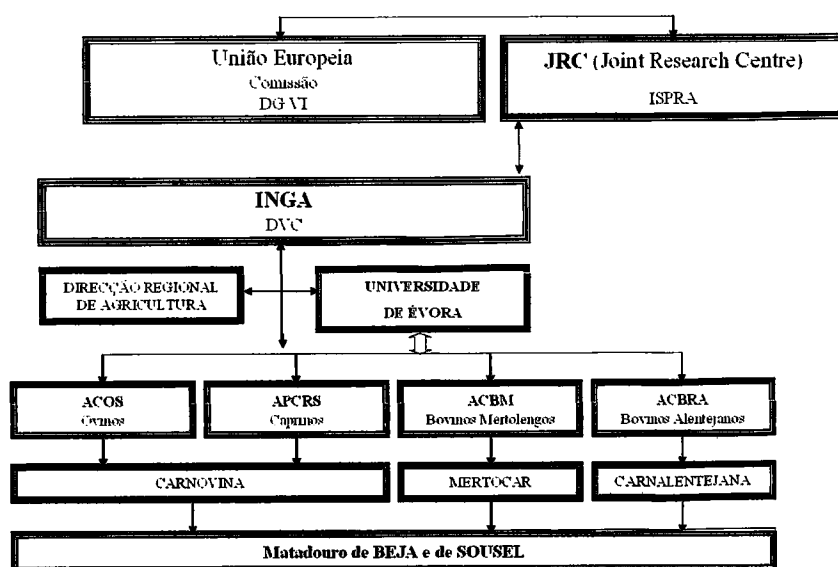 União Europeia
Comissão
DG VI
JRC (Joint Research Centre)
ISPRA
INGA
DVC
DIRECÇÃO REGIONAL
DE AGRICULTURA
UNIVERSIDADE
DE ÉVORA
ACOS
Ovinos
APCRS
Caprinos
ACBM
Bovinos Mertolengos
ACBRA
Bovinos Alentejanos
CARNOVINA
MERTOCAR
CARNALENTEJANA
Matadouro de BEJA e de SOUSEL